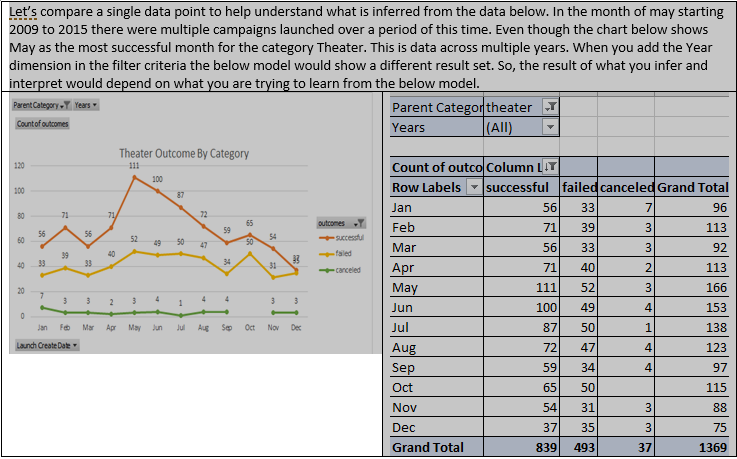 Let's compare a single data point to help understand what is inferred from the data below. In the month of may starting
2009 to 2015 there were multiple campaigns launched over a period of this time. Even though the chart below shows
May as the most successful month for the category Theater. This is data across multiple years. When you add the Year
dimension in the filter criteria the below model would show a different result set. So, the result of what you infer and
interpret would depend on what you are trying to learn from the below model.
Parent Category Years
Count of outcomes
Theater Outcome By Category
120
100
80
60
40
20
0
56 71 56 71 111 100 87 72 59 65 54 37
33 39 33 40 52 49 50 47 34 50 31 35
7 3 3 2 3 4 1 4 4 3 3
Jan Feb Mar Apr May Jun Jul Aug Sep Oct Nov Dec
outcomes
successful
failed
canceled
Launch Create Date
Parent Categor theater
Years (All)
Count of outco Column L
Row Labels successful failed canceled Grand Total
Jan 56 33 7 96
Feb 71 39 3 113
Mar 56 33 3 92
Apr 71 40 2 113
May 111 52 3 166
Jun 100 49 4 153
Jul 87 50 1 138
Aug 72 47 4 123
Sep 59 34 4 97
Oct 65 50 115
Nov 54 31 3 88
Dec 37 35 3 75
Grand Total 839 493 37 1369